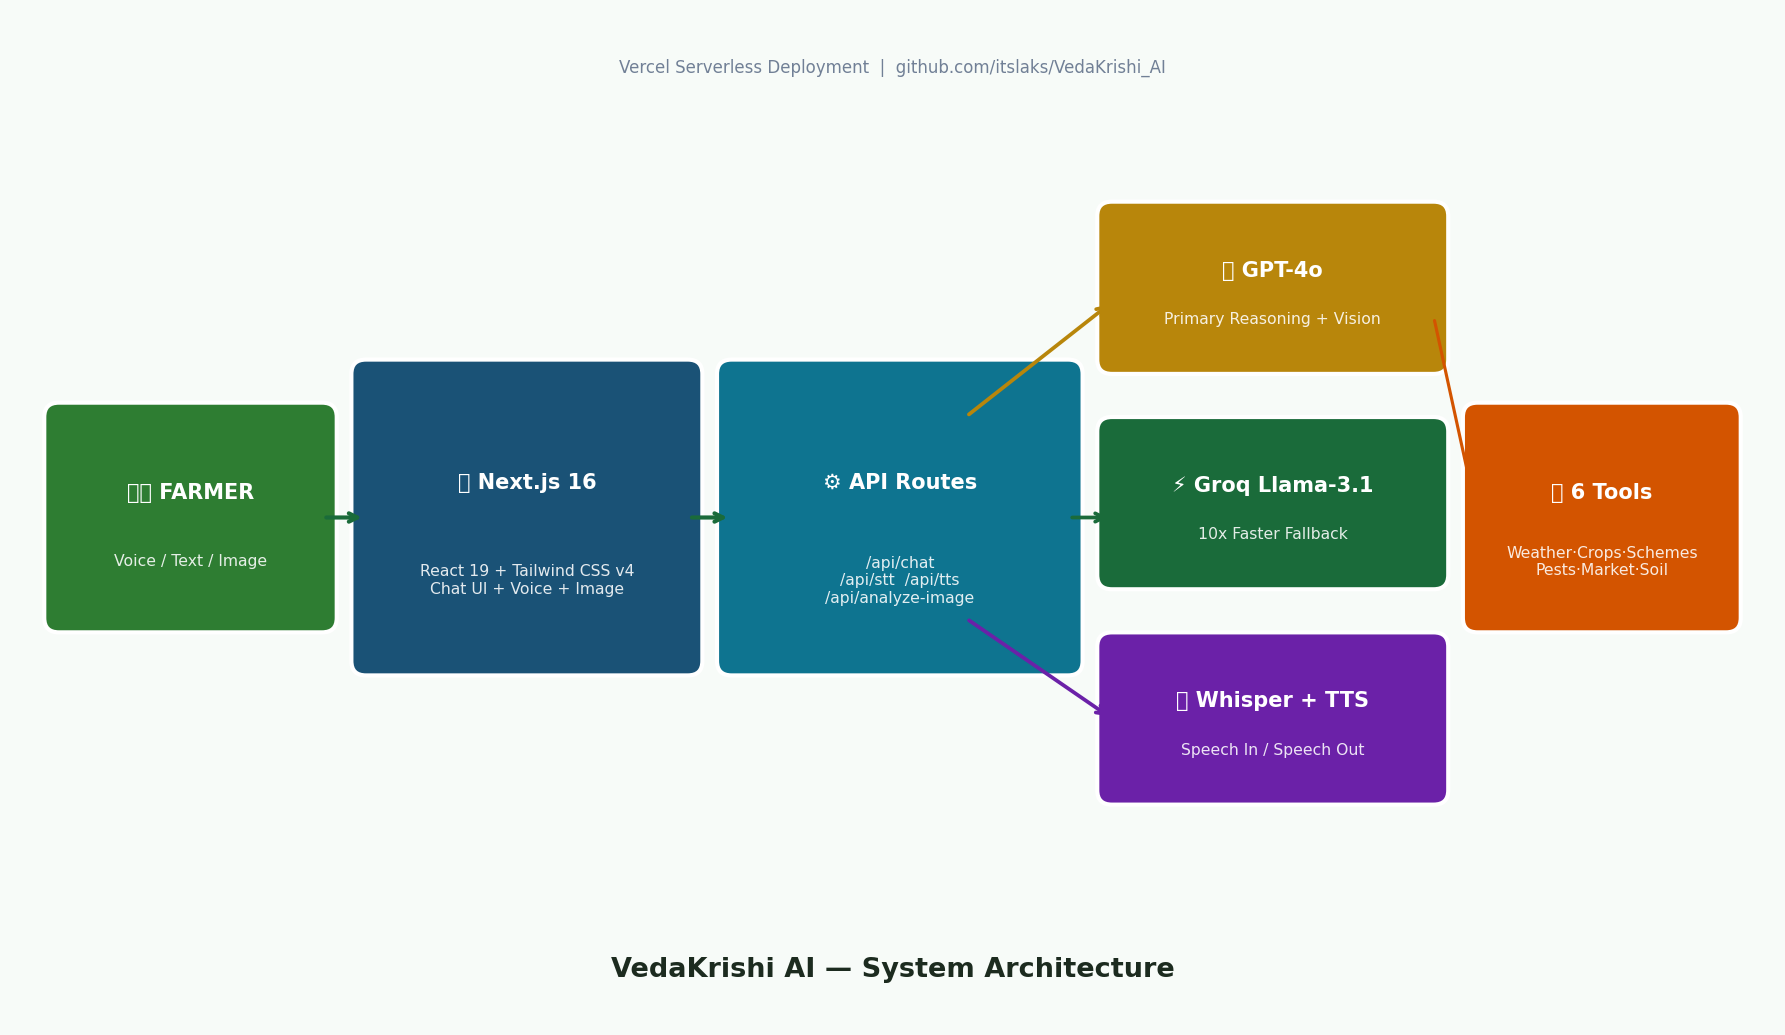 Vercel Serverless Deployment | github.com/itslaks/VedaKrishi_AI
FARMER
Voice / Text / Image
Next.js 16
React 19 + Tailwind CSS v4
Chat UI + Voice + Image
⚙ API Routes
/api/chat
/api/stt /api/tts
/api/analyze-image
GPT-4o
Primary Reasoning + Vision
⚡ Groq Llama-3.1
10x Faster Fallback
Whisper + TTS
Speech In / Speech Out
6 Tools
Weather·Crops·Schemes
Pests·Market·Soil
VedaKrishi AI — System Architecture